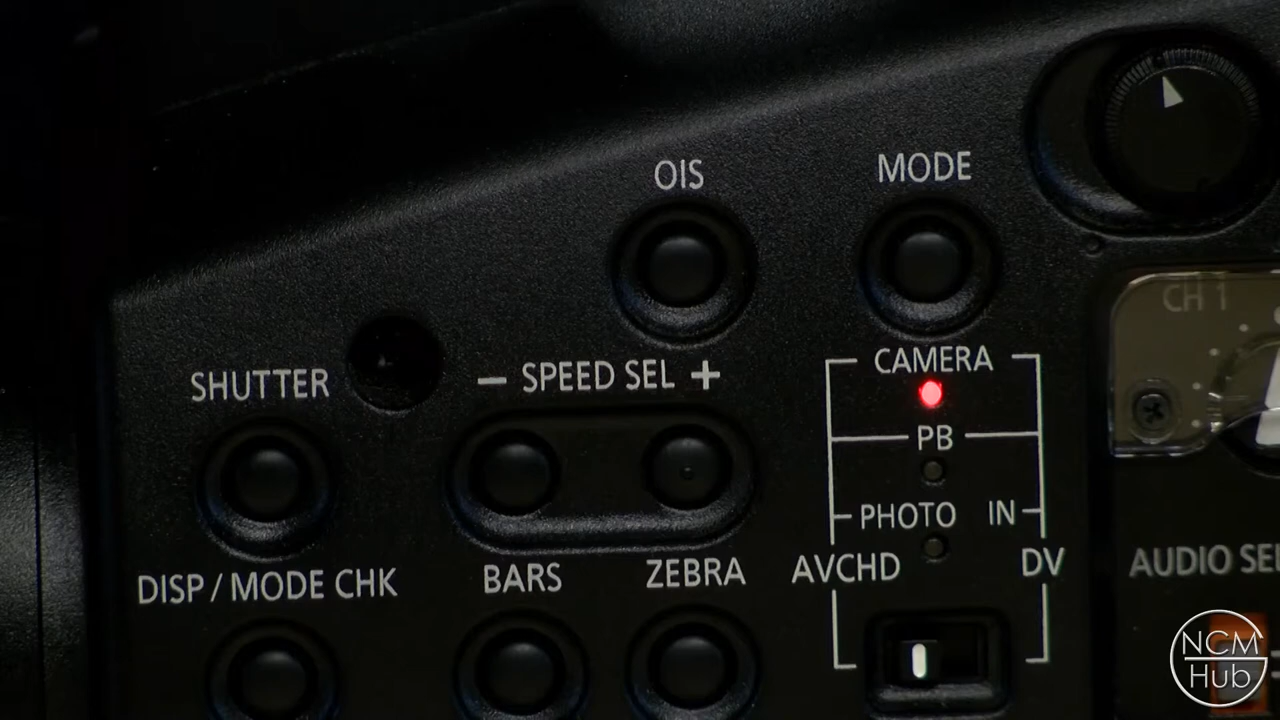 OIS
MODE
CH 1
SHUTTER
– SPEED SEL +
CAMERA
PB
PHOTO IN
AVCHD DV
DISP / MODE CHK
BARS
ZEBRA
AUDIO
NCM
Hub